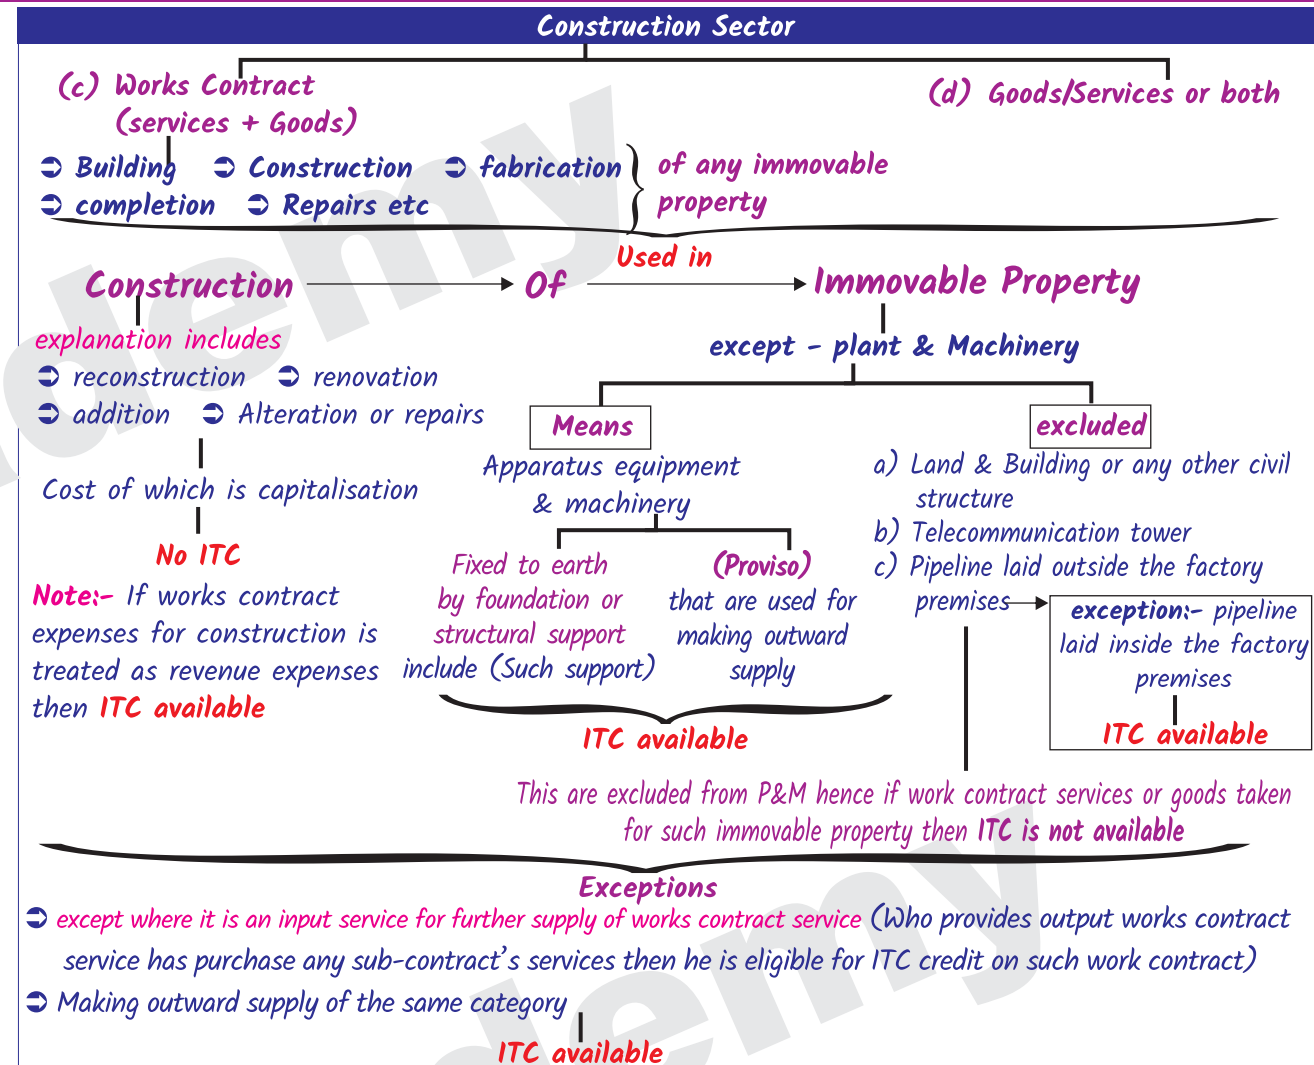 Construction Sector
(c) Works Contract
(services + Goods)
(d) Goods/Services or both
➲ Building ➲ Construction ➲ fabrication
➲ completion ➲ Repairs etc
of any immovable
property
Used in
Construction → Of → Immovable Property
explanation includes
➲ reconstruction ➲ renovation
➲ addition ➲ Alteration or repairs
Cost of which is capitalisation
No ITC
Note:- If works contract
expenses for construction is
treated as revenue expenses
then ITC available
except - plant & Machinery
Means
Apparatus equipment
& machinery
Fixed to earth
by foundation or
structural support
include (Such support)
(Proviso)
that are used for
making outward
supply
ITC available
excluded
a) Land & Building or any other civil
structure
b) Telecommunication tower
c) Pipeline laid outside the factory
premises
exception:- pipeline
laid inside the factory
premises
ITC available
This are excluded from P&M hence if work contract services or goods taken
for such immovable property then ITC is not available
Exceptions
➲ except where it is an input service for further supply of works contract service (Who provides output works contract
service has purchase any sub-contract's services then he is eligible for ITC credit on such work contract)
➲ Making outward supply of the same category
ITC available
demy
demy